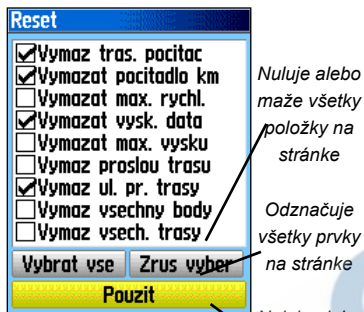 Reset
Vymaz tras. pocitac
Vymazat pocitadlo km
Vymazat max. rychl.
Vymazat vysk. data
Vymazat max. vysku
Vymaz proslou trasu
Vymaz ul. pr. trasy
Vymaz vsechny body
Vymaz vsech. trasy
Vybrat vse
Zrus vyber
Pouzit
Nuluje alebo
maže všetky
položky na
stránke
Odznačuje
všetky prvky
na stránke